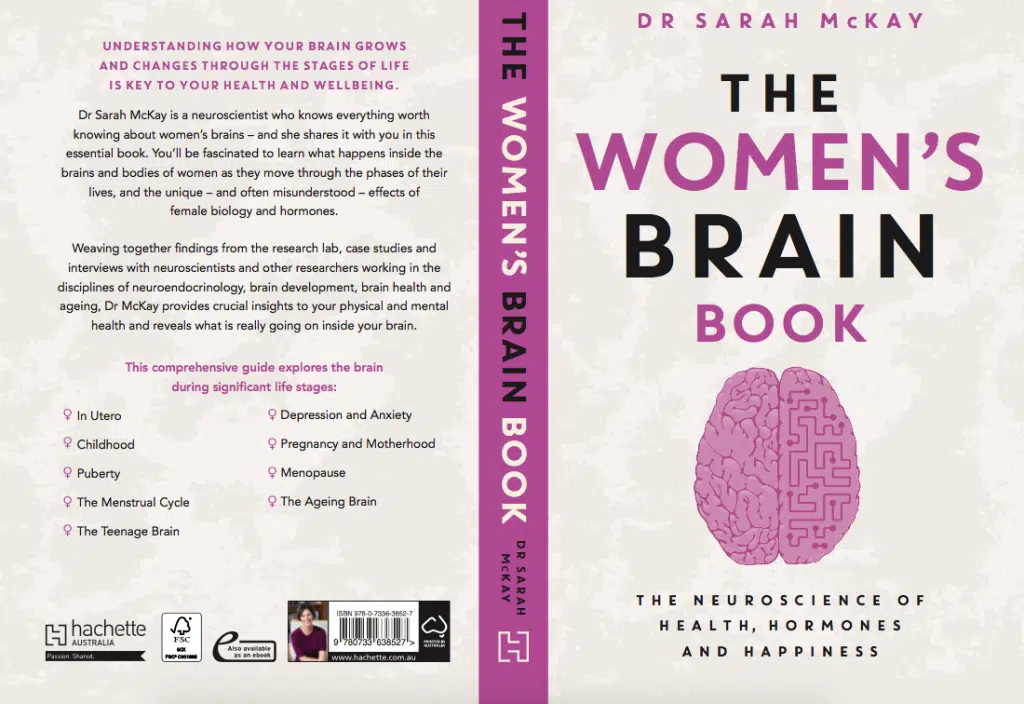 UNDERSTANDING HOW YOUR BRAIN GROWS
AND CHANGES THROUGH THE STAGES OF LIFE
IS KEY TO YOUR HEALTH AND WELLBEING.
Dr Sarah McKay is a neuroscientist who knows everything worth
knowing about women's brains – and she shares it with you in this
essential book. You'll be fascinated to learn what happens inside the
brains and bodies of women as they move through the phases of their
lives, and the unique – and often misunderstood – effects of
female biology and hormones.
Weaving together findings from the research lab, case studies and
interviews with neuroscientists and other researchers working in the
disciplines of neuroendocrinology, brain development, brain health and
ageing, Dr McKay provides crucial insights to your physical and mental
health and reveals what is really going on inside your brain.
This comprehensive guide explores the brain
during significant life stages:
In Utero
Childhood
Puberty
The Menstrual Cycle
The Teenage Brain
Depression and Anxiety
Pregnancy and Motherhood
Menopause
The Ageing Brain
hachette
AUSTRALIA
Passion. Shared.
FSC
MIX
e
Also available
as an ebook
ISBN 978-0-7336-3852-7
9 780733 638527 >
www.hachette.com.au
PRINTED IN
AUSTRALIA
THE WOMEN'S BRAIN BOOK
DR SARAH
McKAY
DR SARAH McKAY
THE
WOMEN'S
BRAIN
BOOK
THE NEUROSCIENCE OF
HEALTH, HORMONES
AND HAPPINESS